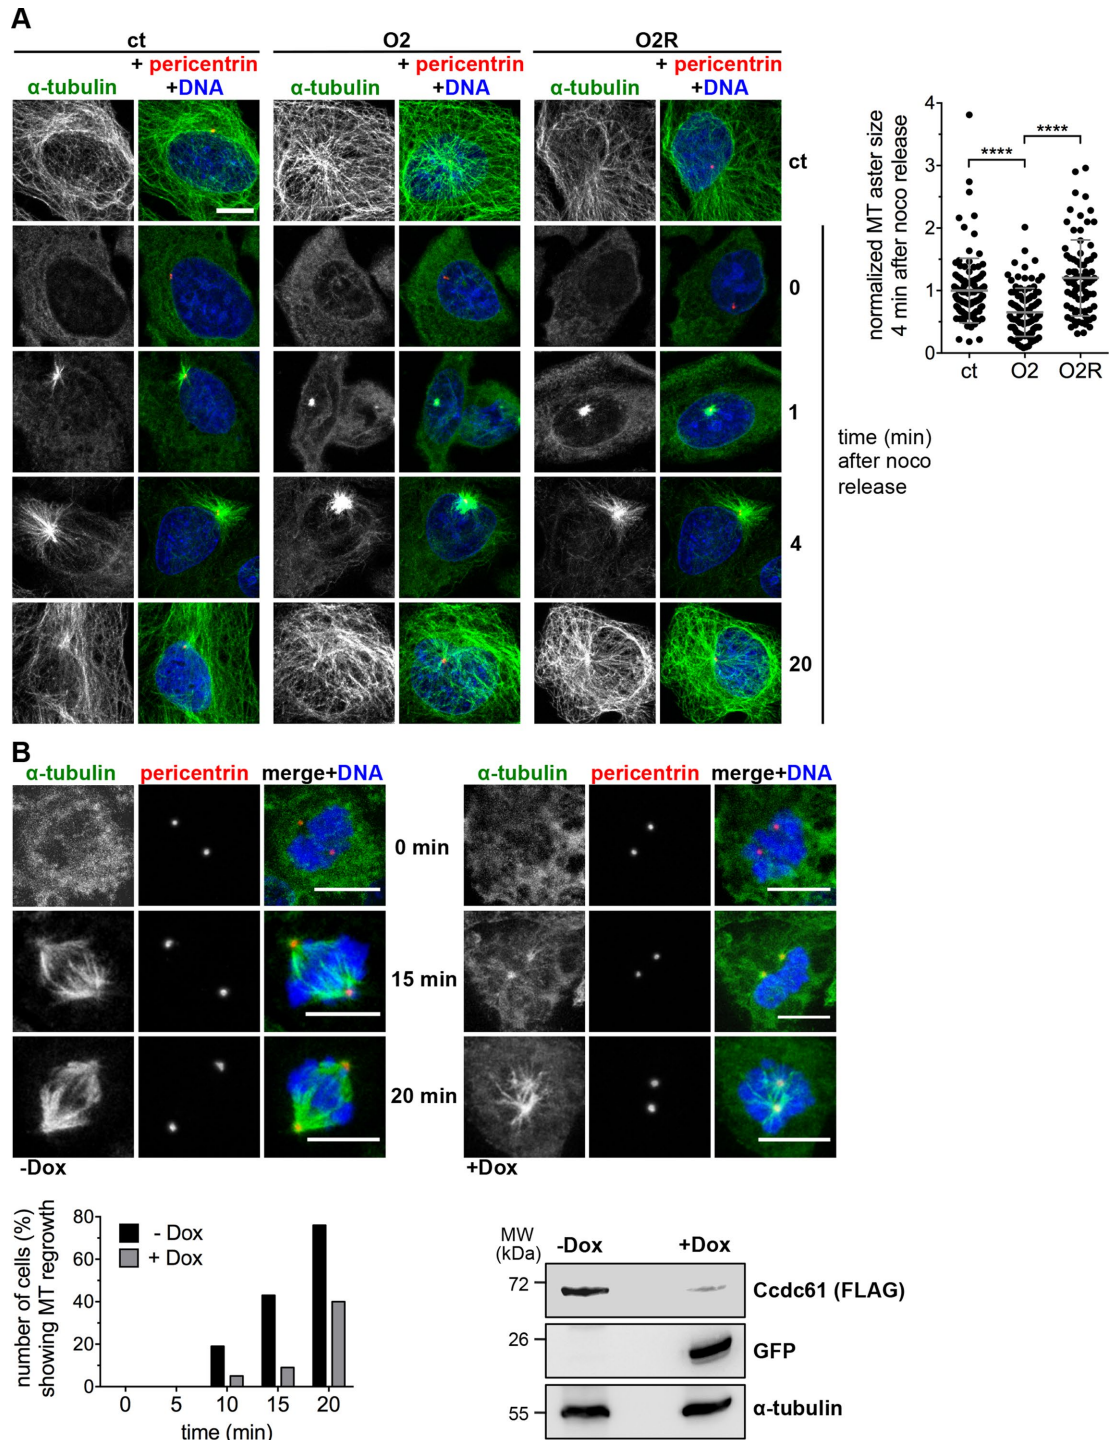 A
ct O2 O2R
+ pericentrin + pericentrin + pericentrin
α-tubulin +DNA α-tubulin +DNA α-tubulin +DNA
ct
0
1
4
20
time (min)
after noco
release
normalized MT aster size
4 min after noco release
4
3
2
1
0
**** ****
ct O2 O2R
B
α-tubulin pericentrin merge+DNA α-tubulin pericentrin merge+DNA
0 min
15 min
20 min
-Dox +Dox
number of cells (%)
showing MT regrowth
80
60
40
20
0
- Dox
+ Dox
0 5 10 15 20
time (min)
MW
(kDa)
-Dox +Dox
72 Ccdc61 (FLAG)
26 GFP
55 α-tubulin